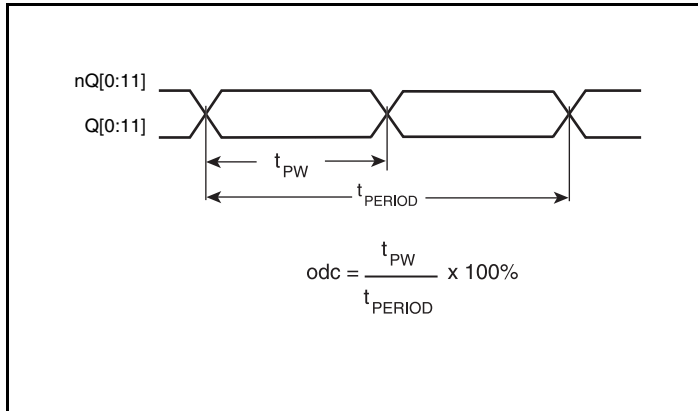 nQ[0:11]
Q[0:11]
tPW
tPERIOD
odc = tPW / tPERIOD x 100%